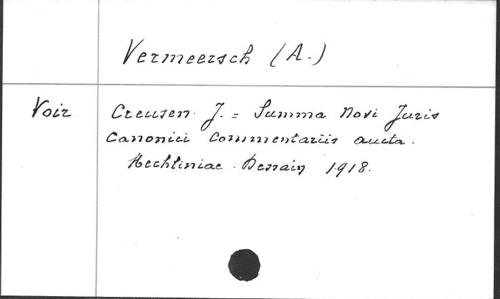 Vermeersch (A.)
Voir Creusen J. = Summa novi Juris
Canonici Commentariis aucta.
Mechliniae. Dessain 1918.